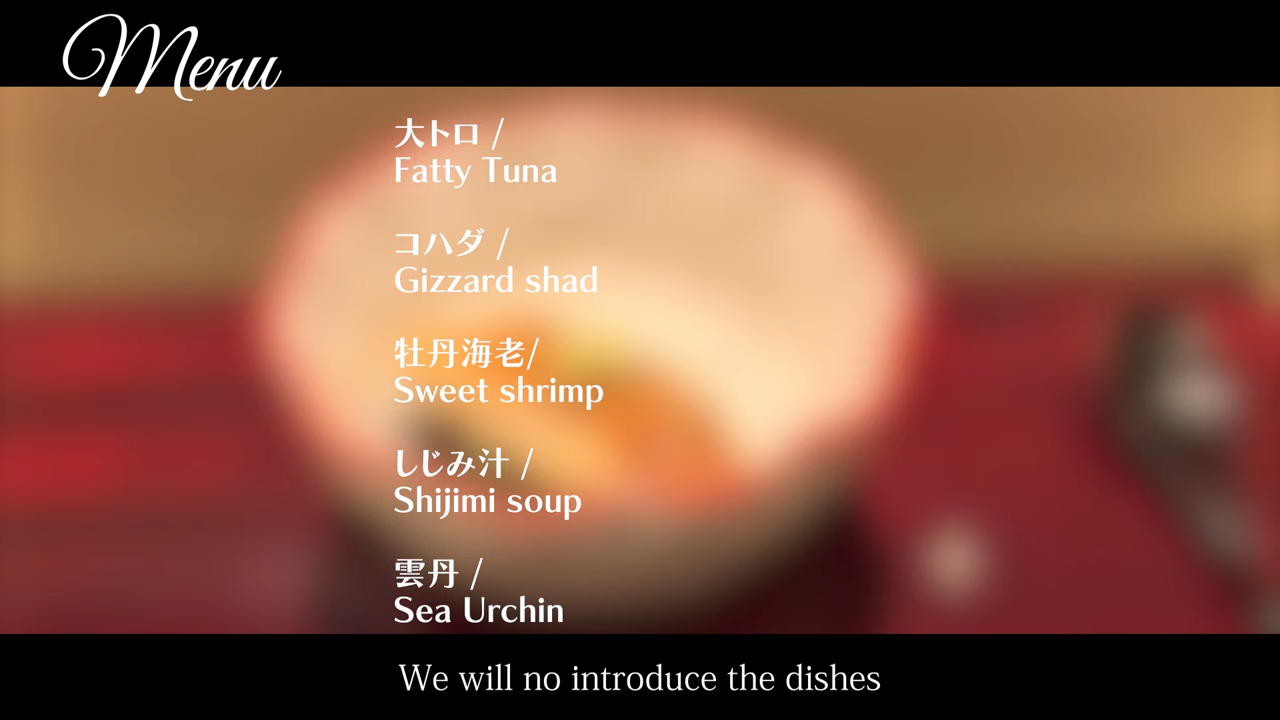 Menu
大トロ /
Fatty Tuna
コハダ /
Gizzard shad
牡丹海老/
Sweet shrimp
しじみ汁 /
Shijimi soup
雲丹 /
Sea Urchin
We will no introduce the dishes